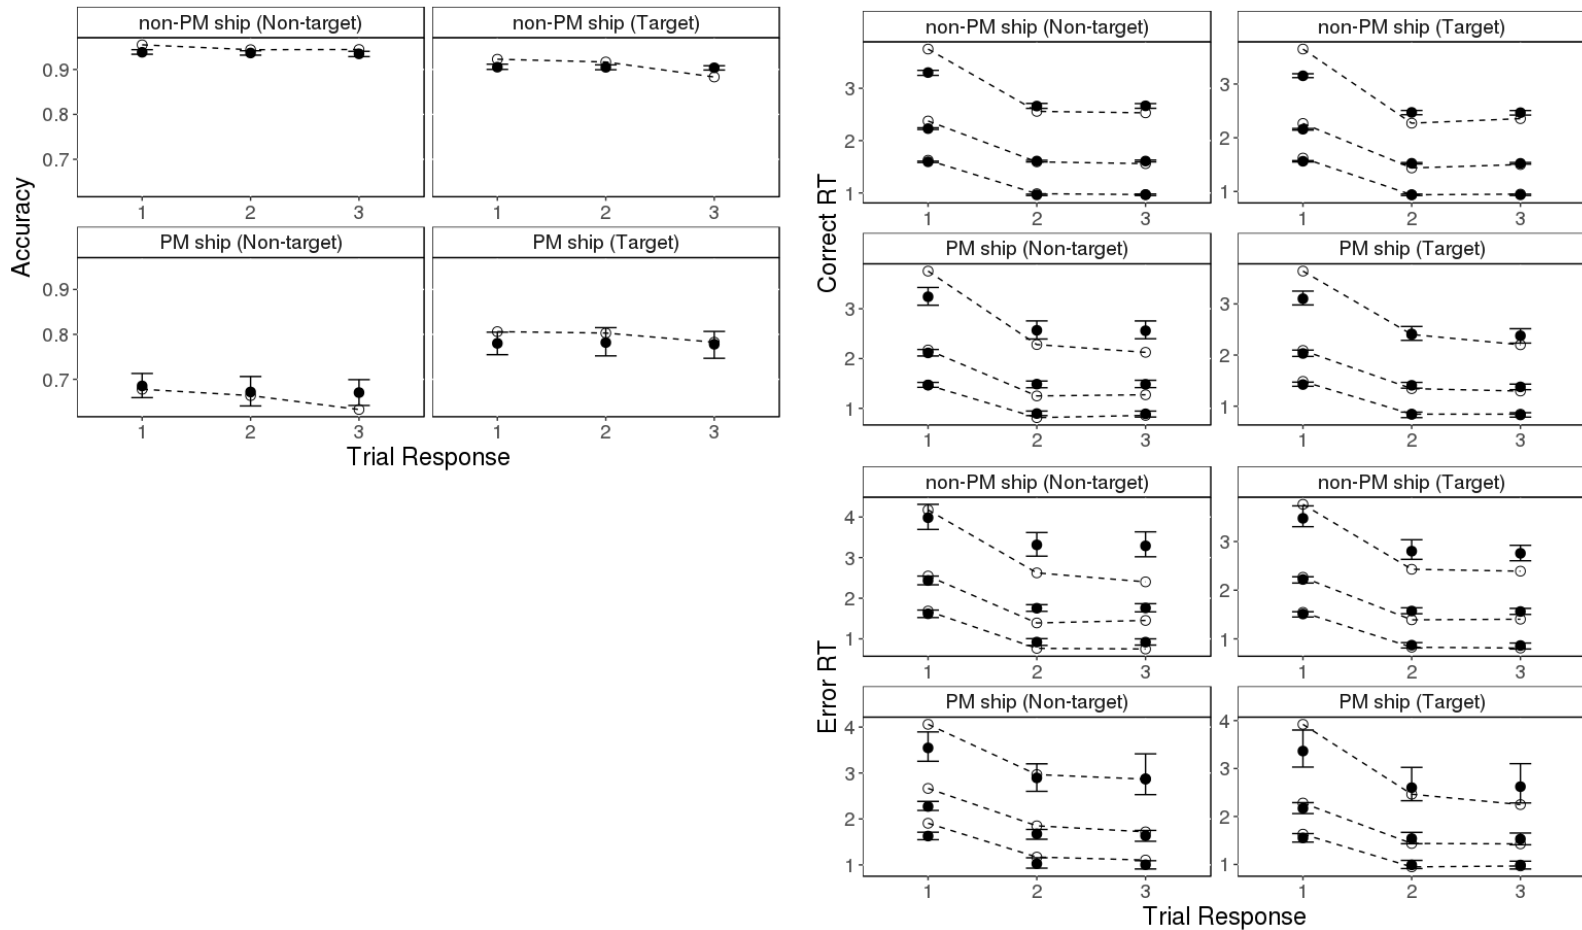 non-PM ship (Non-target)
non-PM ship (Target)
0.9
0.8
0.7
1 2 3
1 2 3
PM ship (Non-target)
PM ship (Target)
0.9
0.8
0.7
1 2 3
1 2 3
Accuracy
Trial Response
non-PM ship (Non-target)
non-PM ship (Target)
3
2
1
3
2
1
1 2 3
1 2 3
PM ship (Non-target)
PM ship (Target)
3
2
1
3
2
1
1 2 3
1 2 3
Correct RT
non-PM ship (Non-target)
non-PM ship (Target)
4
3
2
1
3
2
1
1 2 3
1 2 3
PM ship (Non-target)
PM ship (Target)
4
3
2
1
4
3
2
1
1 2 3
1 2 3
Error RT
Trial Response